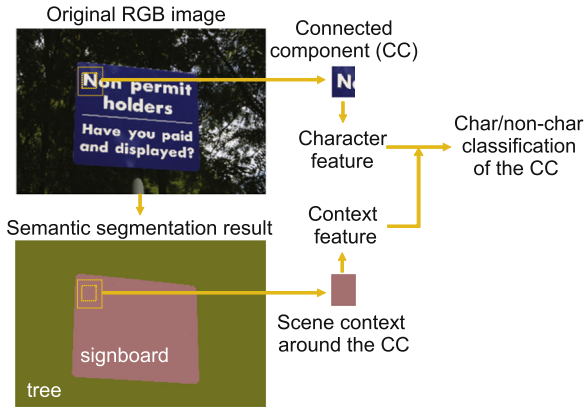 Original RGB image
Non permit
holders
Have you paid
and displayed?
Connected
component (CC)
No
Character
feature
Char/non-char
classification
of the CC
Context
feature
Semantic segmentation result
signboard
tree
Scene context
around the CC